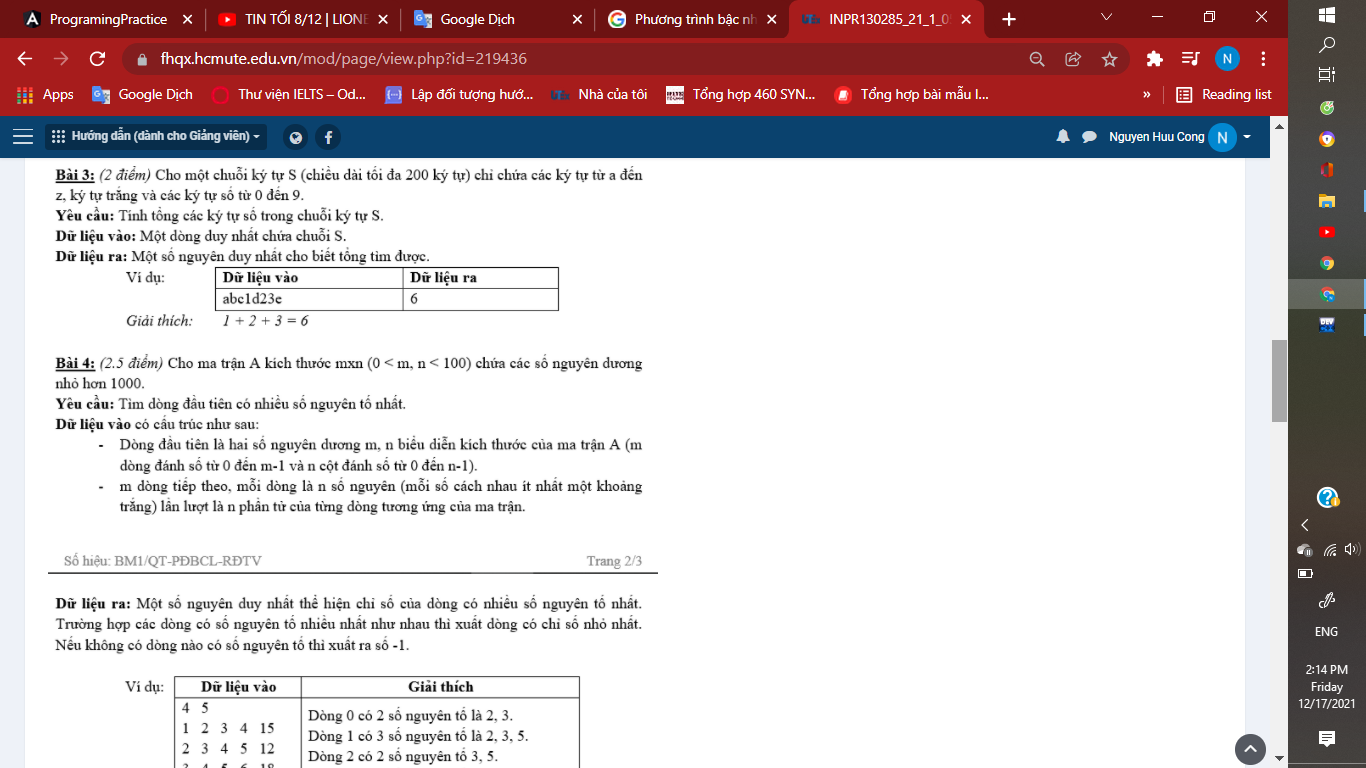 ProgramingPractice
TIN TỐI 8/12 | LIONE
Google Dịch
Phương trình bậc nh
INPR130285_21_1_0
fhqx.hcmute.edu.vn/mod/page/view.php?id=219436
N
Apps
Google Dịch
Thư viện IELTS – Od...
Lập đối tượng hướ...
Nhà của tôi
Tổng hợp 460 SYN...
Tổng hợp bài mẫu I...
»
Reading list
Hướng dẫn (dành cho Giảng viên)
Nguyen Huu Cong
N
Bài 3: (2 điểm) Cho một chuỗi ký tự S (chiều dài tối đa 200 ký tự) chỉ chứa các ký tự từ a đến
z, ký tự trắng và các ký tự số từ 0 đến 9.
Yêu cầu: Tính tổng các ký tự số trong chuỗi ký tự S.
Dữ liệu vào: Một dòng duy nhất chứa chuỗi S.
Dữ liệu ra: Một số nguyên duy nhất cho biết tổng tìm được.
Ví dụ:
Dữ liệu vào
Dữ liệu ra
abc1d23e
6
Giải thích: 1 + 2 + 3 = 6
Bài 4: (2.5 điểm) Cho ma trận A kích thước mxn (0 < m, n < 100) chứa các số nguyên dương
nhỏ hơn 1000.
Yêu cầu: Tìm dòng đầu tiên có nhiều số nguyên tố nhất.
Dữ liệu vào có cấu trúc như sau:
- Dòng đầu tiên là hai số nguyên dương m, n biểu diễn kích thước của ma trận A (m
dòng đánh số từ 0 đến m-1 và n cột đánh số từ 0 đến n-1).
- m dòng tiếp theo, mỗi dòng là n số nguyên (mỗi số cách nhau ít nhất một khoảng
trắng) lần lượt là n phần tử của từng dòng tương ứng của ma trận.
Số hiệu: BM1/QT-PĐBCL-RĐTV
Trang 2/3
Dữ liệu ra: Một số nguyên duy nhất thể hiện chỉ số của dòng có nhiều số nguyên tố nhất.
Trường hợp các dòng có số nguyên tố nhiều nhất như nhau thì xuất dòng có chỉ số nhỏ nhất.
Nếu không có dòng nào có số nguyên tố thì xuất ra số -1.
Ví dụ:
Dữ liệu vào
Giải thích
4 5
1 2 3 4 15
2 3 4 5 12
3 4 5 6 18
Dòng 0 có 2 số nguyên tố là 2, 3.
Dòng 1 có 3 số nguyên tố là 2, 3, 5.
Dòng 2 có 2 số nguyên tố 3, 5.
ENG
2:14 PM
Friday
12/17/2021